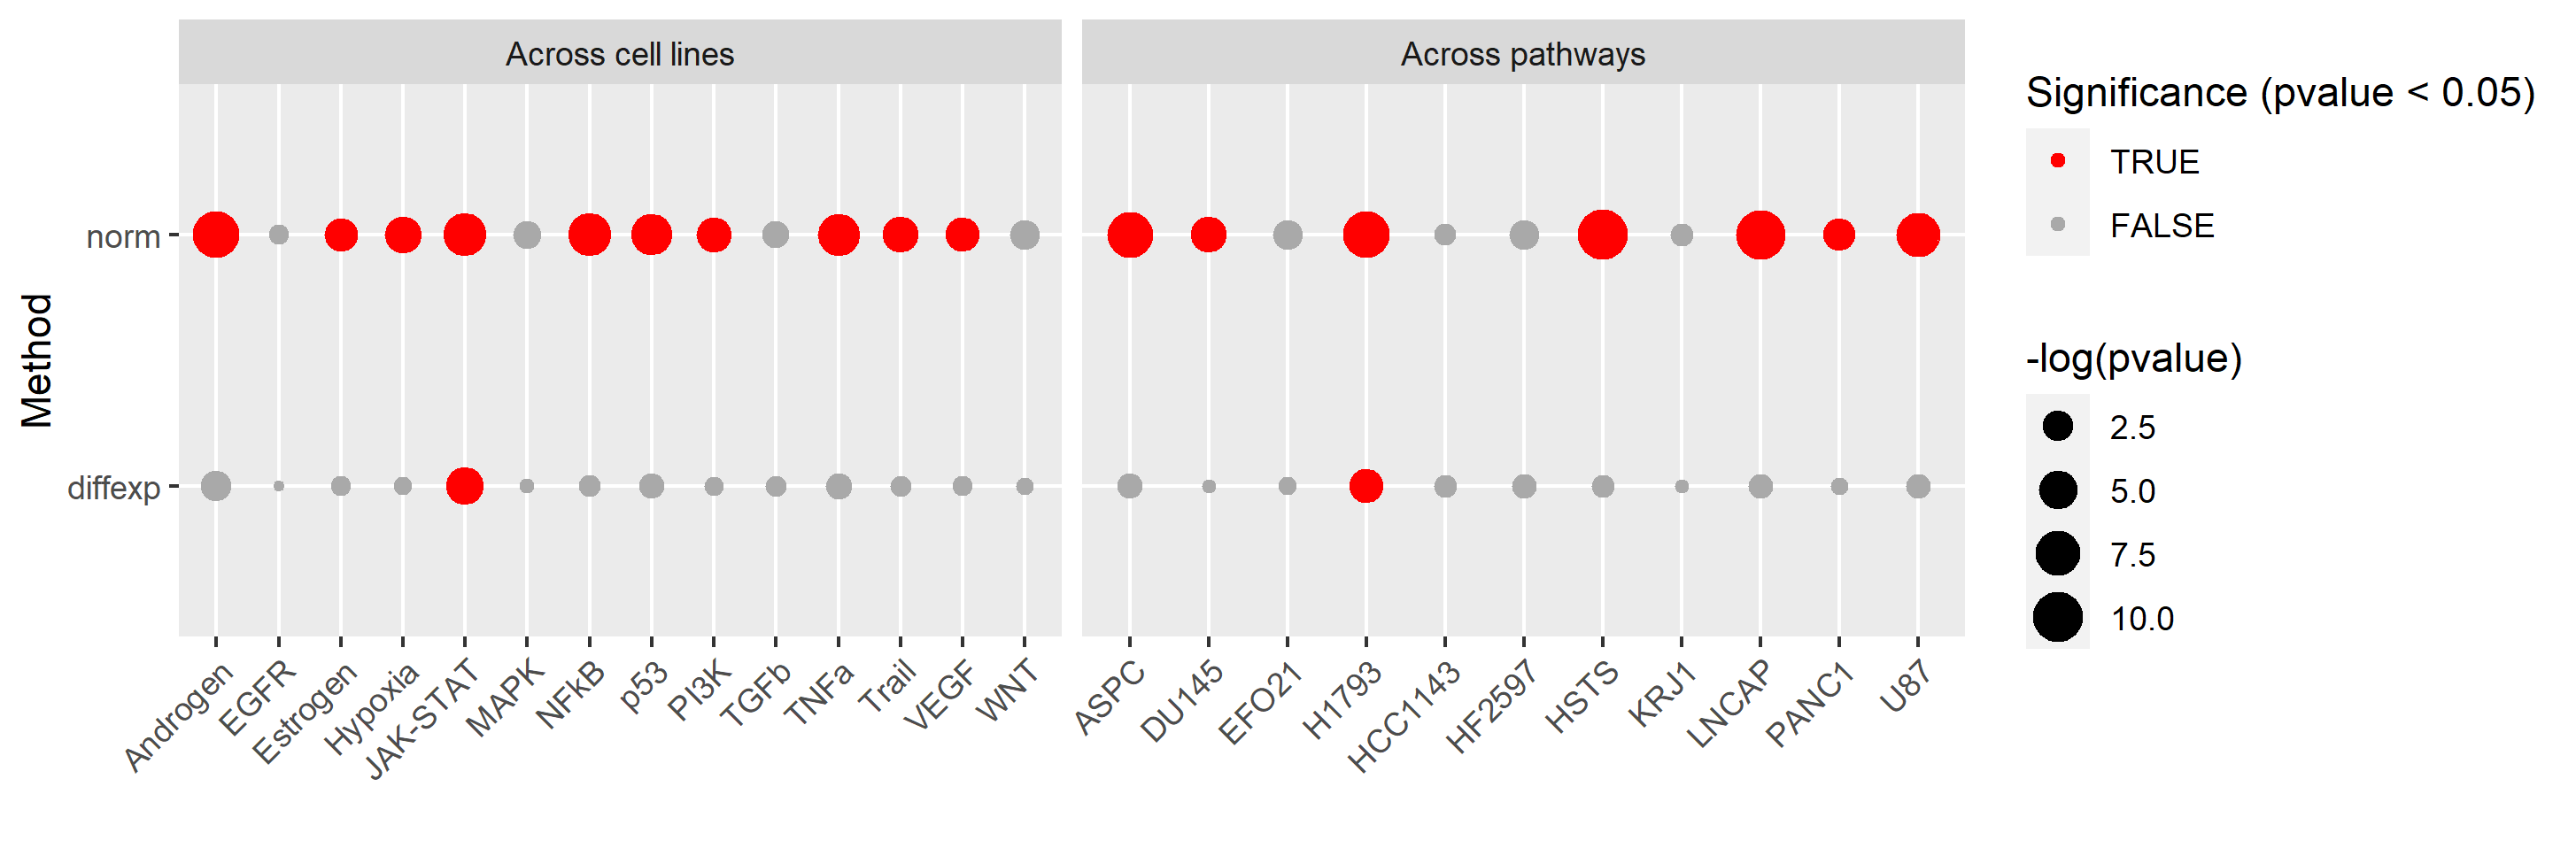 Across cell lines
Across pathways
Method
norm
diffexp
Androgen
EGFR
Estrogen
Hypoxia
JAK-STAT
MAPK
NFkB
p53
PI3K
TGFb
TNFa
Trail
VEGF
WNT
ASPC
DU145
EFO21
H1793
HCC1143
HF2597
HSTS
KRJ1
LNCAP
PANC1
U87
Significance (pvalue < 0.05)
TRUE
FALSE
-log(pvalue)
2.5
5.0
7.5
10.0